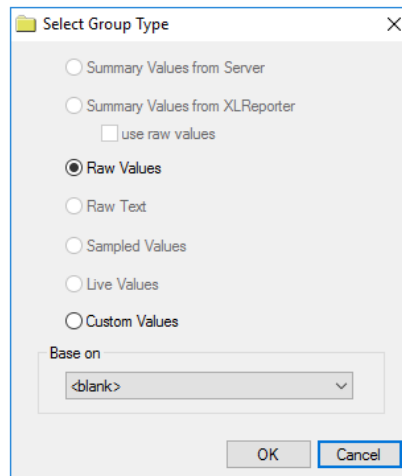 Select Group Type
Summary Values from Server
Summary Values from XLReporter
use raw values
Raw Values
Raw Text
Sampled Values
Live Values
Custom Values
Base on
<blank>
OK Cancel